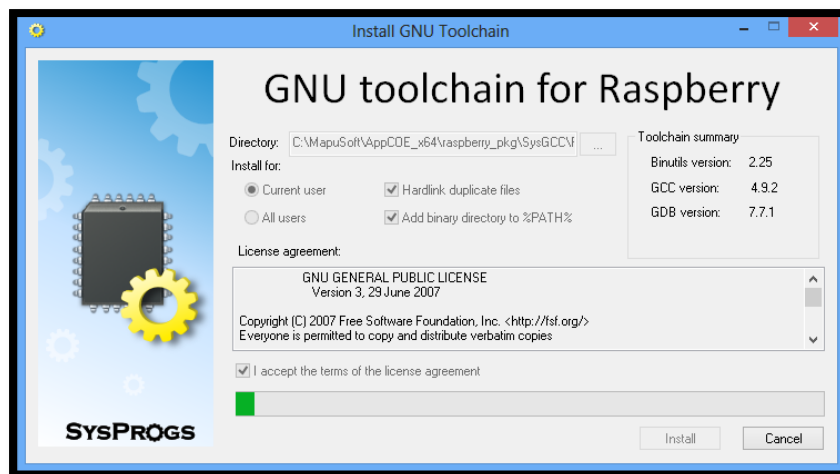 Install GNU Toolchain
GNU toolchain for Raspberry
Directory: C:\MapuSoft\AppCOE_x64\raspberry_pkg\SysGCC\F ...
Install for:
Current user
Hardlink duplicate files
All users
Add binary directory to %PATH%
Toolchain summary
Binutils version: 2.25
GCC version: 4.9.2
GDB version: 7.7.1
License agreement:
GNU GENERAL PUBLIC LICENSE
Version 3, 29 June 2007
Copyright (C) 2007 Free Software Foundation, Inc. <http://fsf.org/>
Everyone is permitted to copy and distribute verbatim copies
I accept the terms of the license agreement
SYSPROGS
Install
Cancel